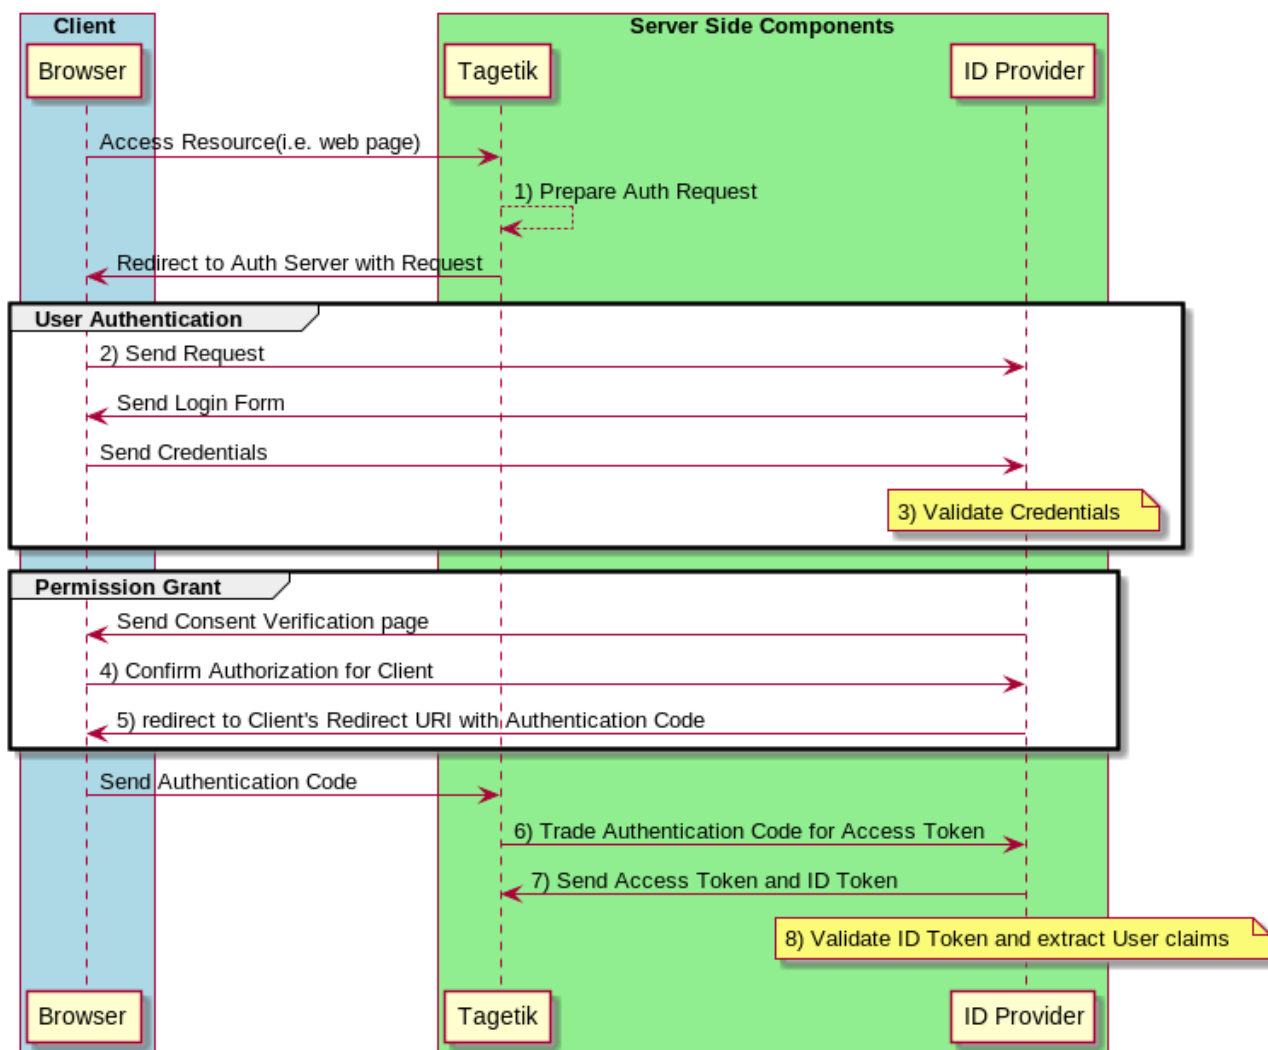 Client
Server Side Components
Browser
Tagetik
ID Provider
Access Resource(i.e. web page)
1) Prepare Auth Request
Redirect to Auth Server with Request
User Authentication
2) Send Request
Send Login Form
Send Credentials
3) Validate Credentials
Permission Grant
Send Consent Verification page
4) Confirm Authorization for Client
5) redirect to Client's Redirect URI with Authentication Code
Send Authentication Code
6) Trade Authentication Code for Access Token
7) Send Access Token and ID Token
8) Validate ID Token and extract User claims
Browser
Tagetik
ID Provider